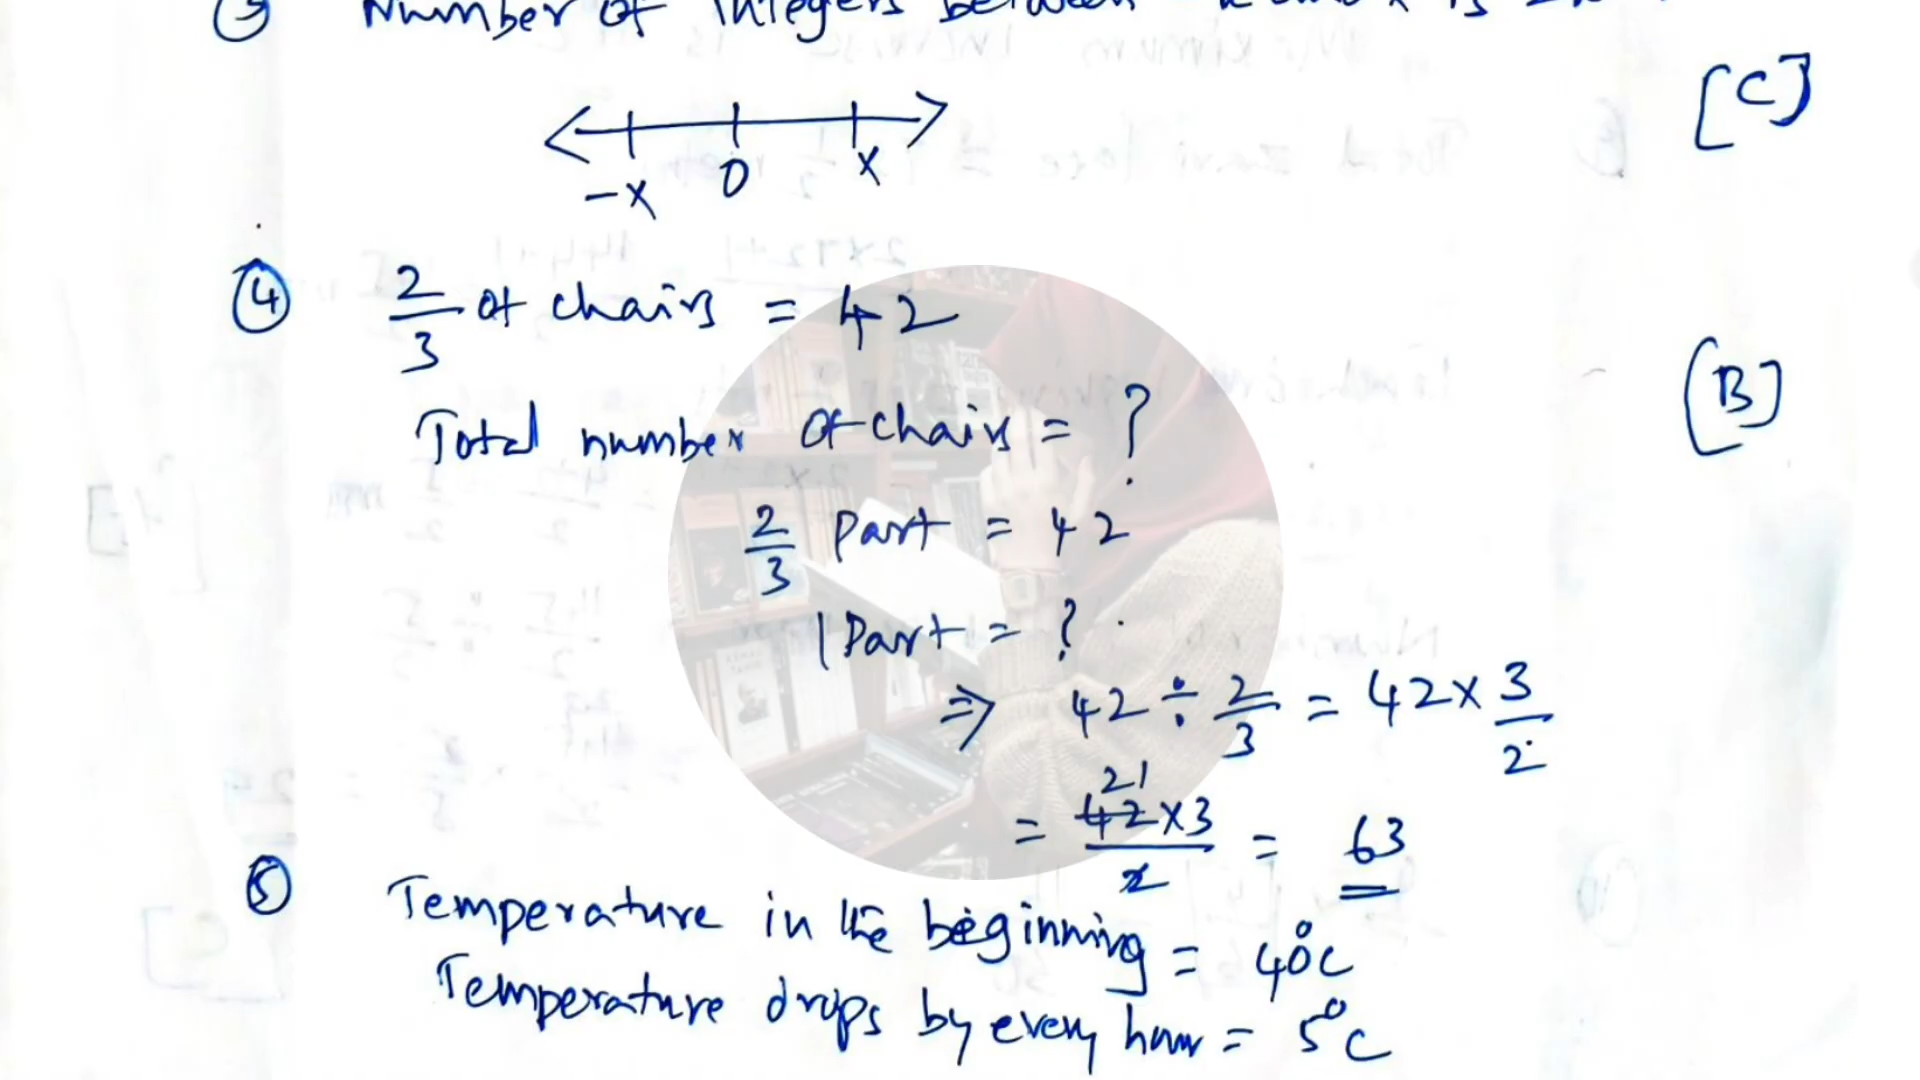 ③ Number of integers between
-x 0 x
[C]
④ 2/3 of chairs = 42
Total number of chairs = ?
[B]
2/3 part = 42
1 Part = ?
⇒ 42 ÷ 2/3 = 42 x 3/2
21
= 42x3/2 = 63
⑤ Temperature in the beginning = 40°C
Temperature drops by every hour = 5°C